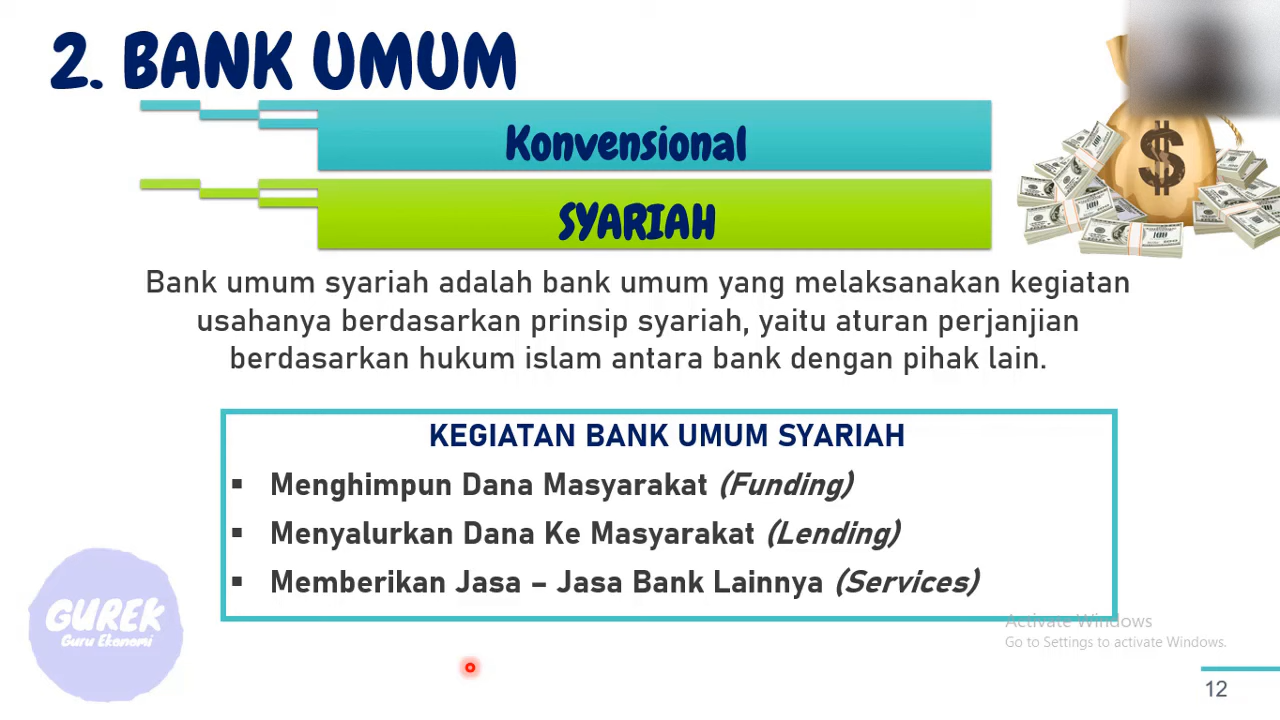 2. BANK UMUM
Konvensional
SYARIAH
$
Bank umum syariah adalah bank umum yang melaksanakan kegiatan
usahanya berdasarkan prinsip syariah, yaitu aturan perjanjian
berdasarkan hukum islam antara bank dengan pihak lain.
KEGIATAN BANK UMUM SYARIAH
▪ Menghimpun Dana Masyarakat (Funding)
▪ Menyalurkan Dana Ke Masyarakat (Lending)
▪ Memberikan Jasa – Jasa Bank Lainnya (Services)
GUREK
Guru Ekonomi
Activate Windows
Go to Settings to activate Windows.
12